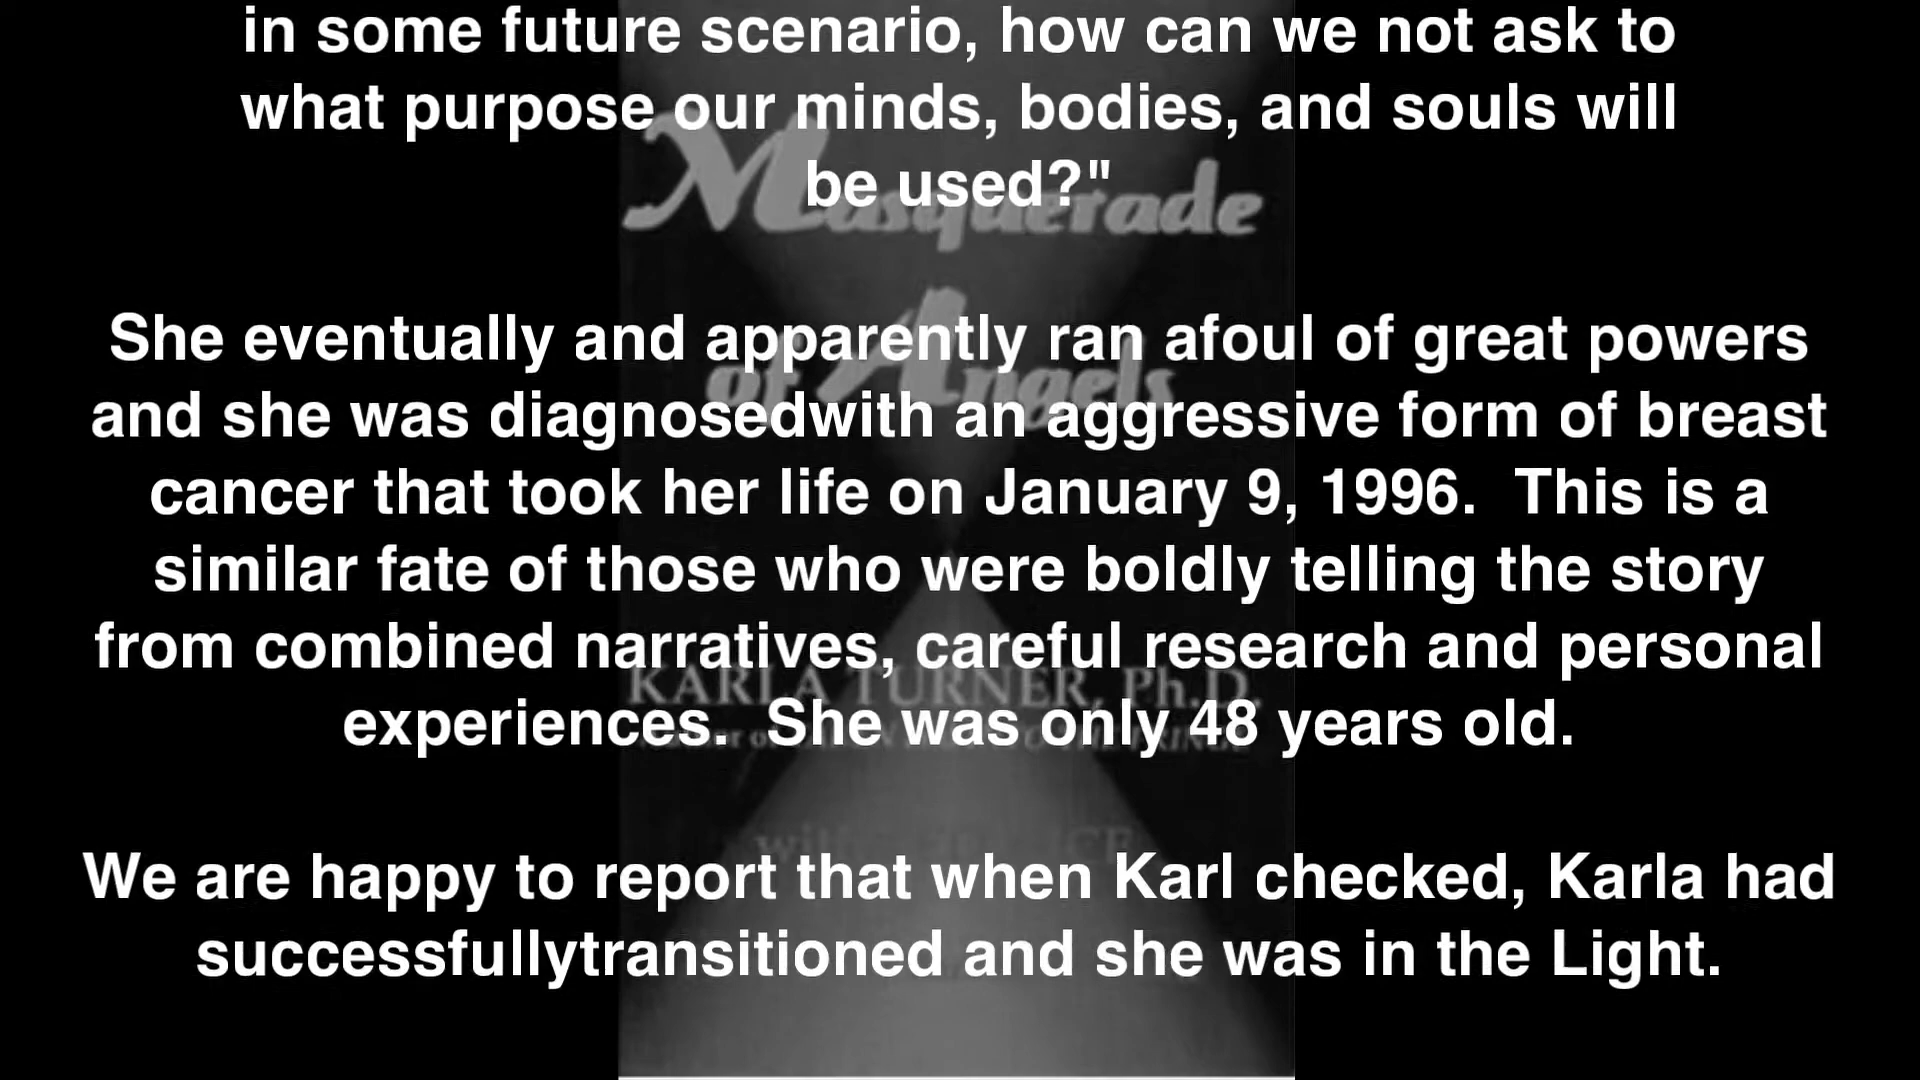 in some future scenario, how can we not ask to
what purpose our minds, bodies, and souls will
be used?"
Masquerade
She eventually and apparently ran afoul of great powers
of Angels
and she was diagnosedwith an aggressive form of breast
cancer that took her life on January 9, 1996.  This is a
similar fate of those who were boldly telling the story
from combined narratives, careful research and personal
KARLA TURNER, Ph.D.
experiences.  She was only 48 years old.
We are happy to report that when Karl checked, Karla had
successfullytransitioned and she was in the Light.